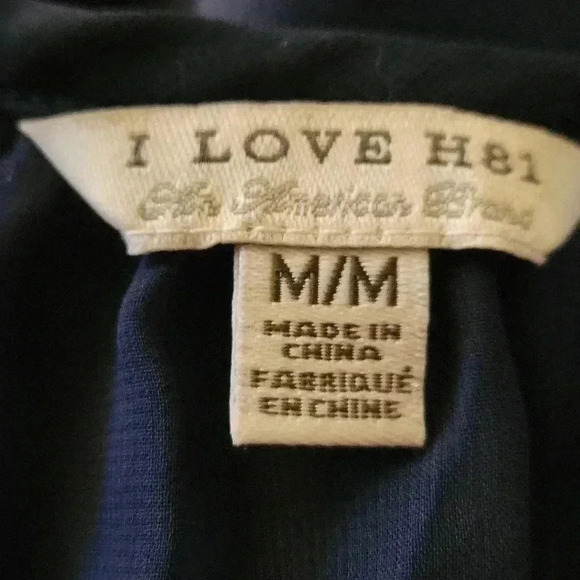 I LOVE H81
An American Brand
M/M
MADE IN
CHINA
FABRIQUÉ
EN CHINE